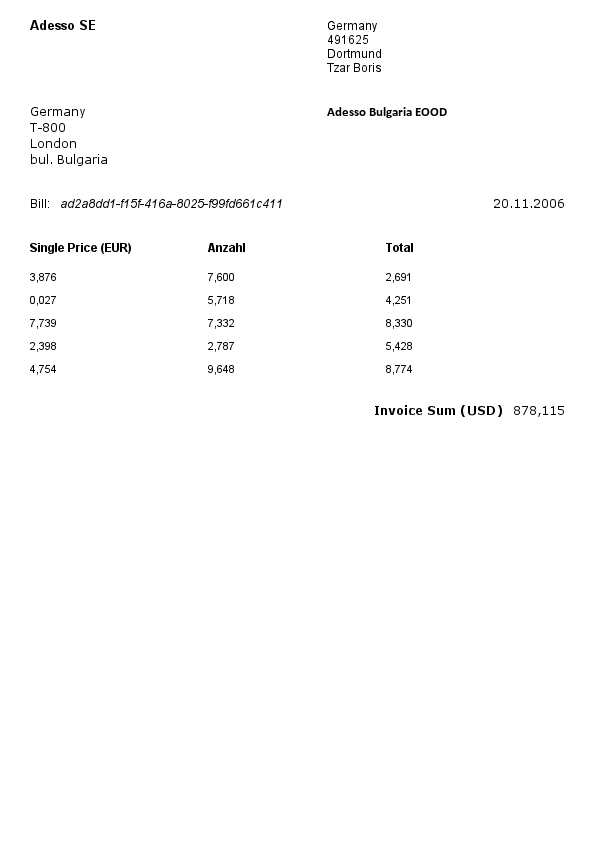 Adesso SE
Germany
491625
Dortmund
Tzar Boris
Germany
T-800
London
bul. Bulgaria
Adesso Bulgaria EOOD
Bill: ad2a8dd1-f15f-416a-8025-f99fd661c411 20.11.2006
Single Price (EUR) Anzahl Total
3,876 7,600 2,691
0,027 5,718 4,251
7,739 7,332 8,330
2,398 2,787 5,428
4,754 9,648 8,774
Invoice Sum (USD) 878,115